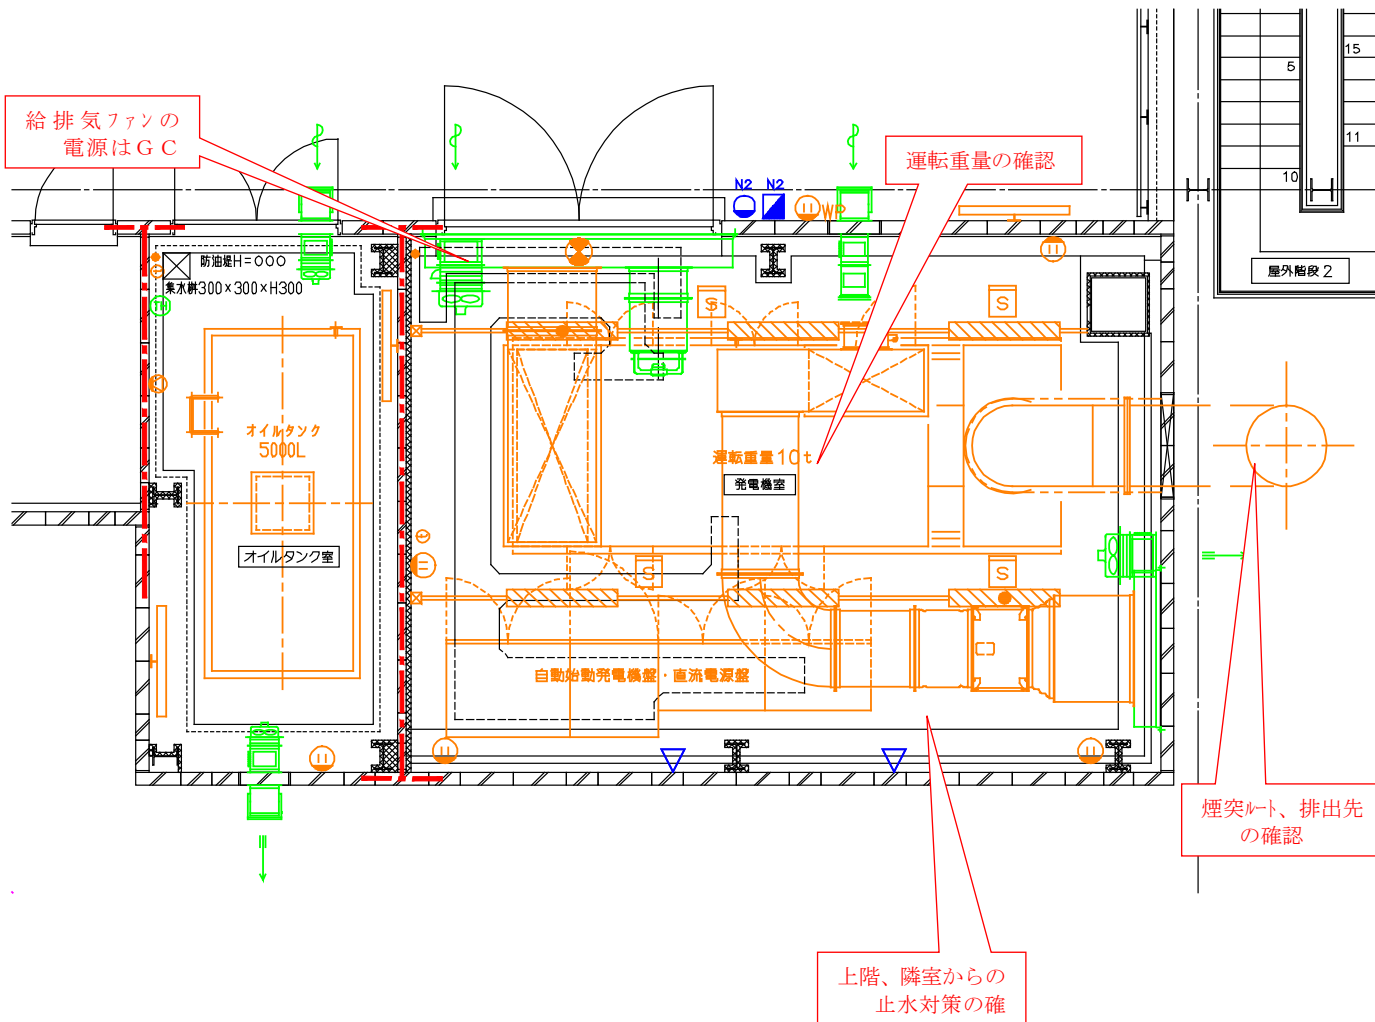 15
5
11
10
給排気ファンの
電源はＧＣ
運転重量の確認
N2 N2
WP
屋外階段２
防油堤H=OOO
集水桝300×300×H300
S
S
オイルタンク
5000L
運転重量10t
発電機室
オイルタンク室
S
S
自動始動発電機盤・直流電源盤
煙突ルート、排出先
の確認
上階、隣室からの
止水対策の確